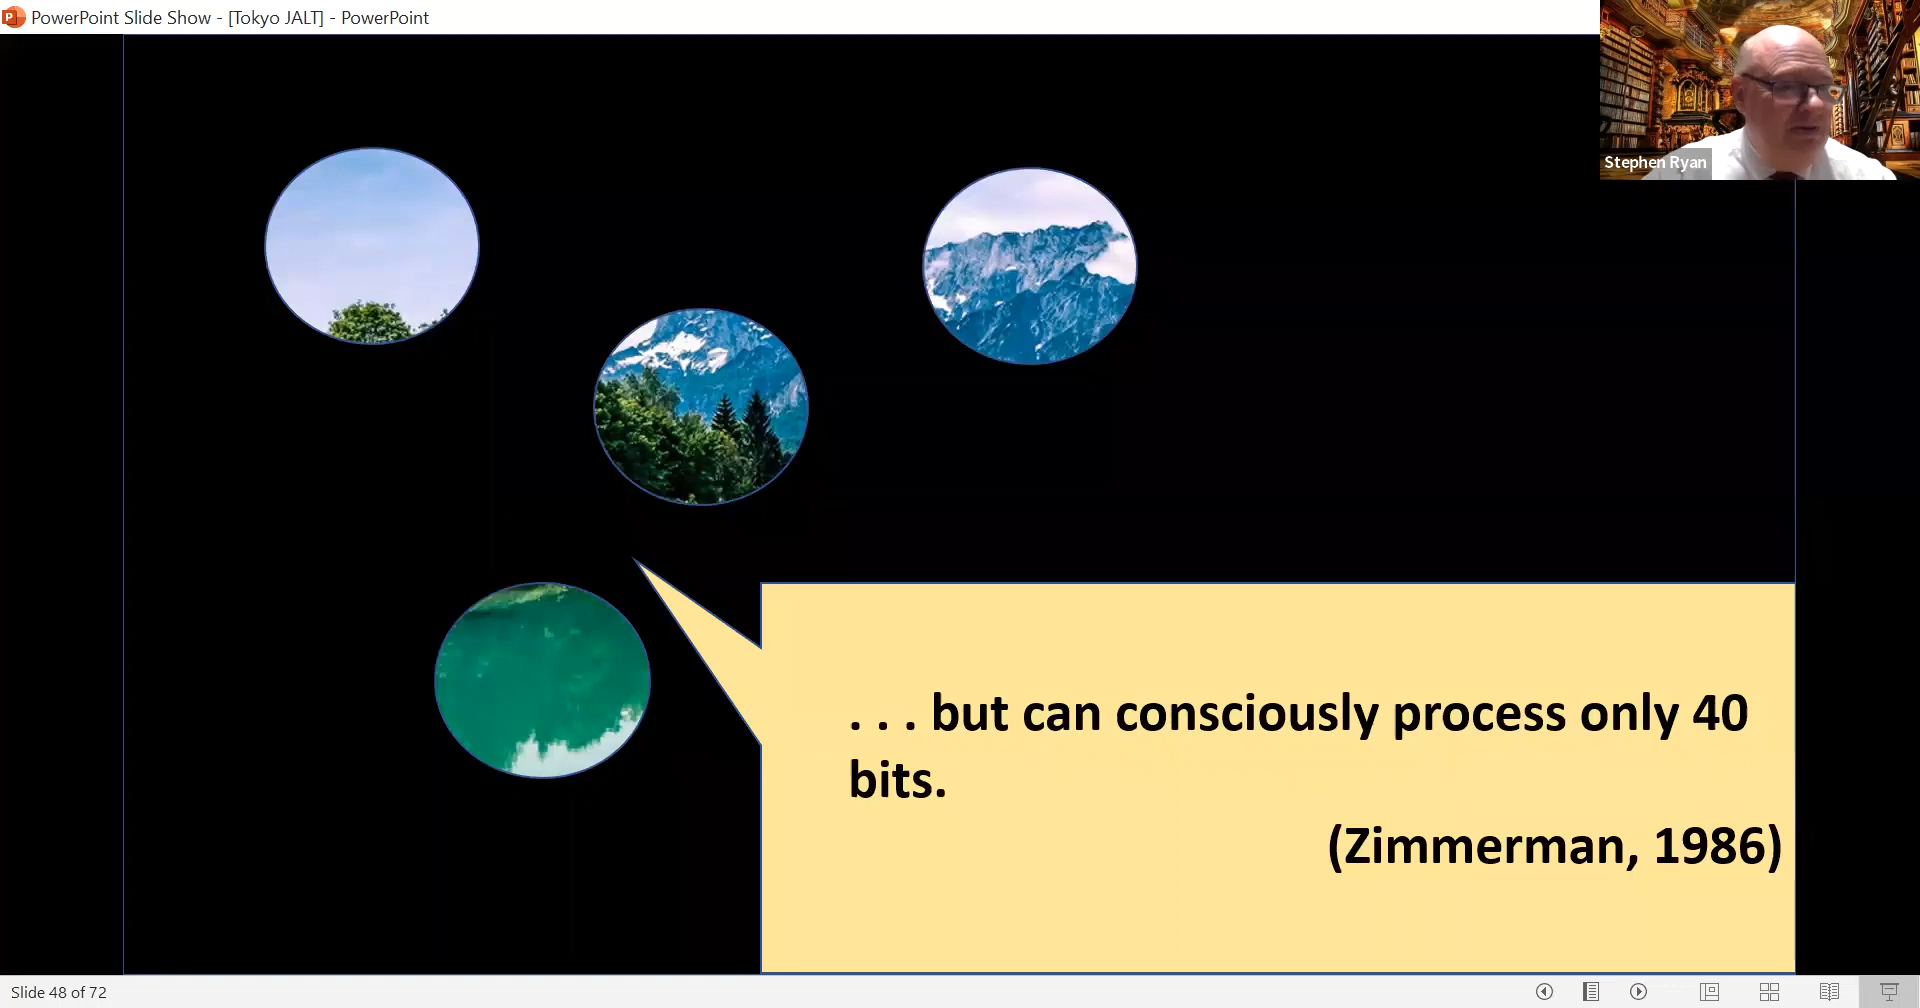 PowerPoint Slide Show - [Tokyo JALT] - PowerPoint
Stephen Ryan
. . . but can consciously process only 40
bits.
(Zimmerman, 1986)
Slide 48 of 72